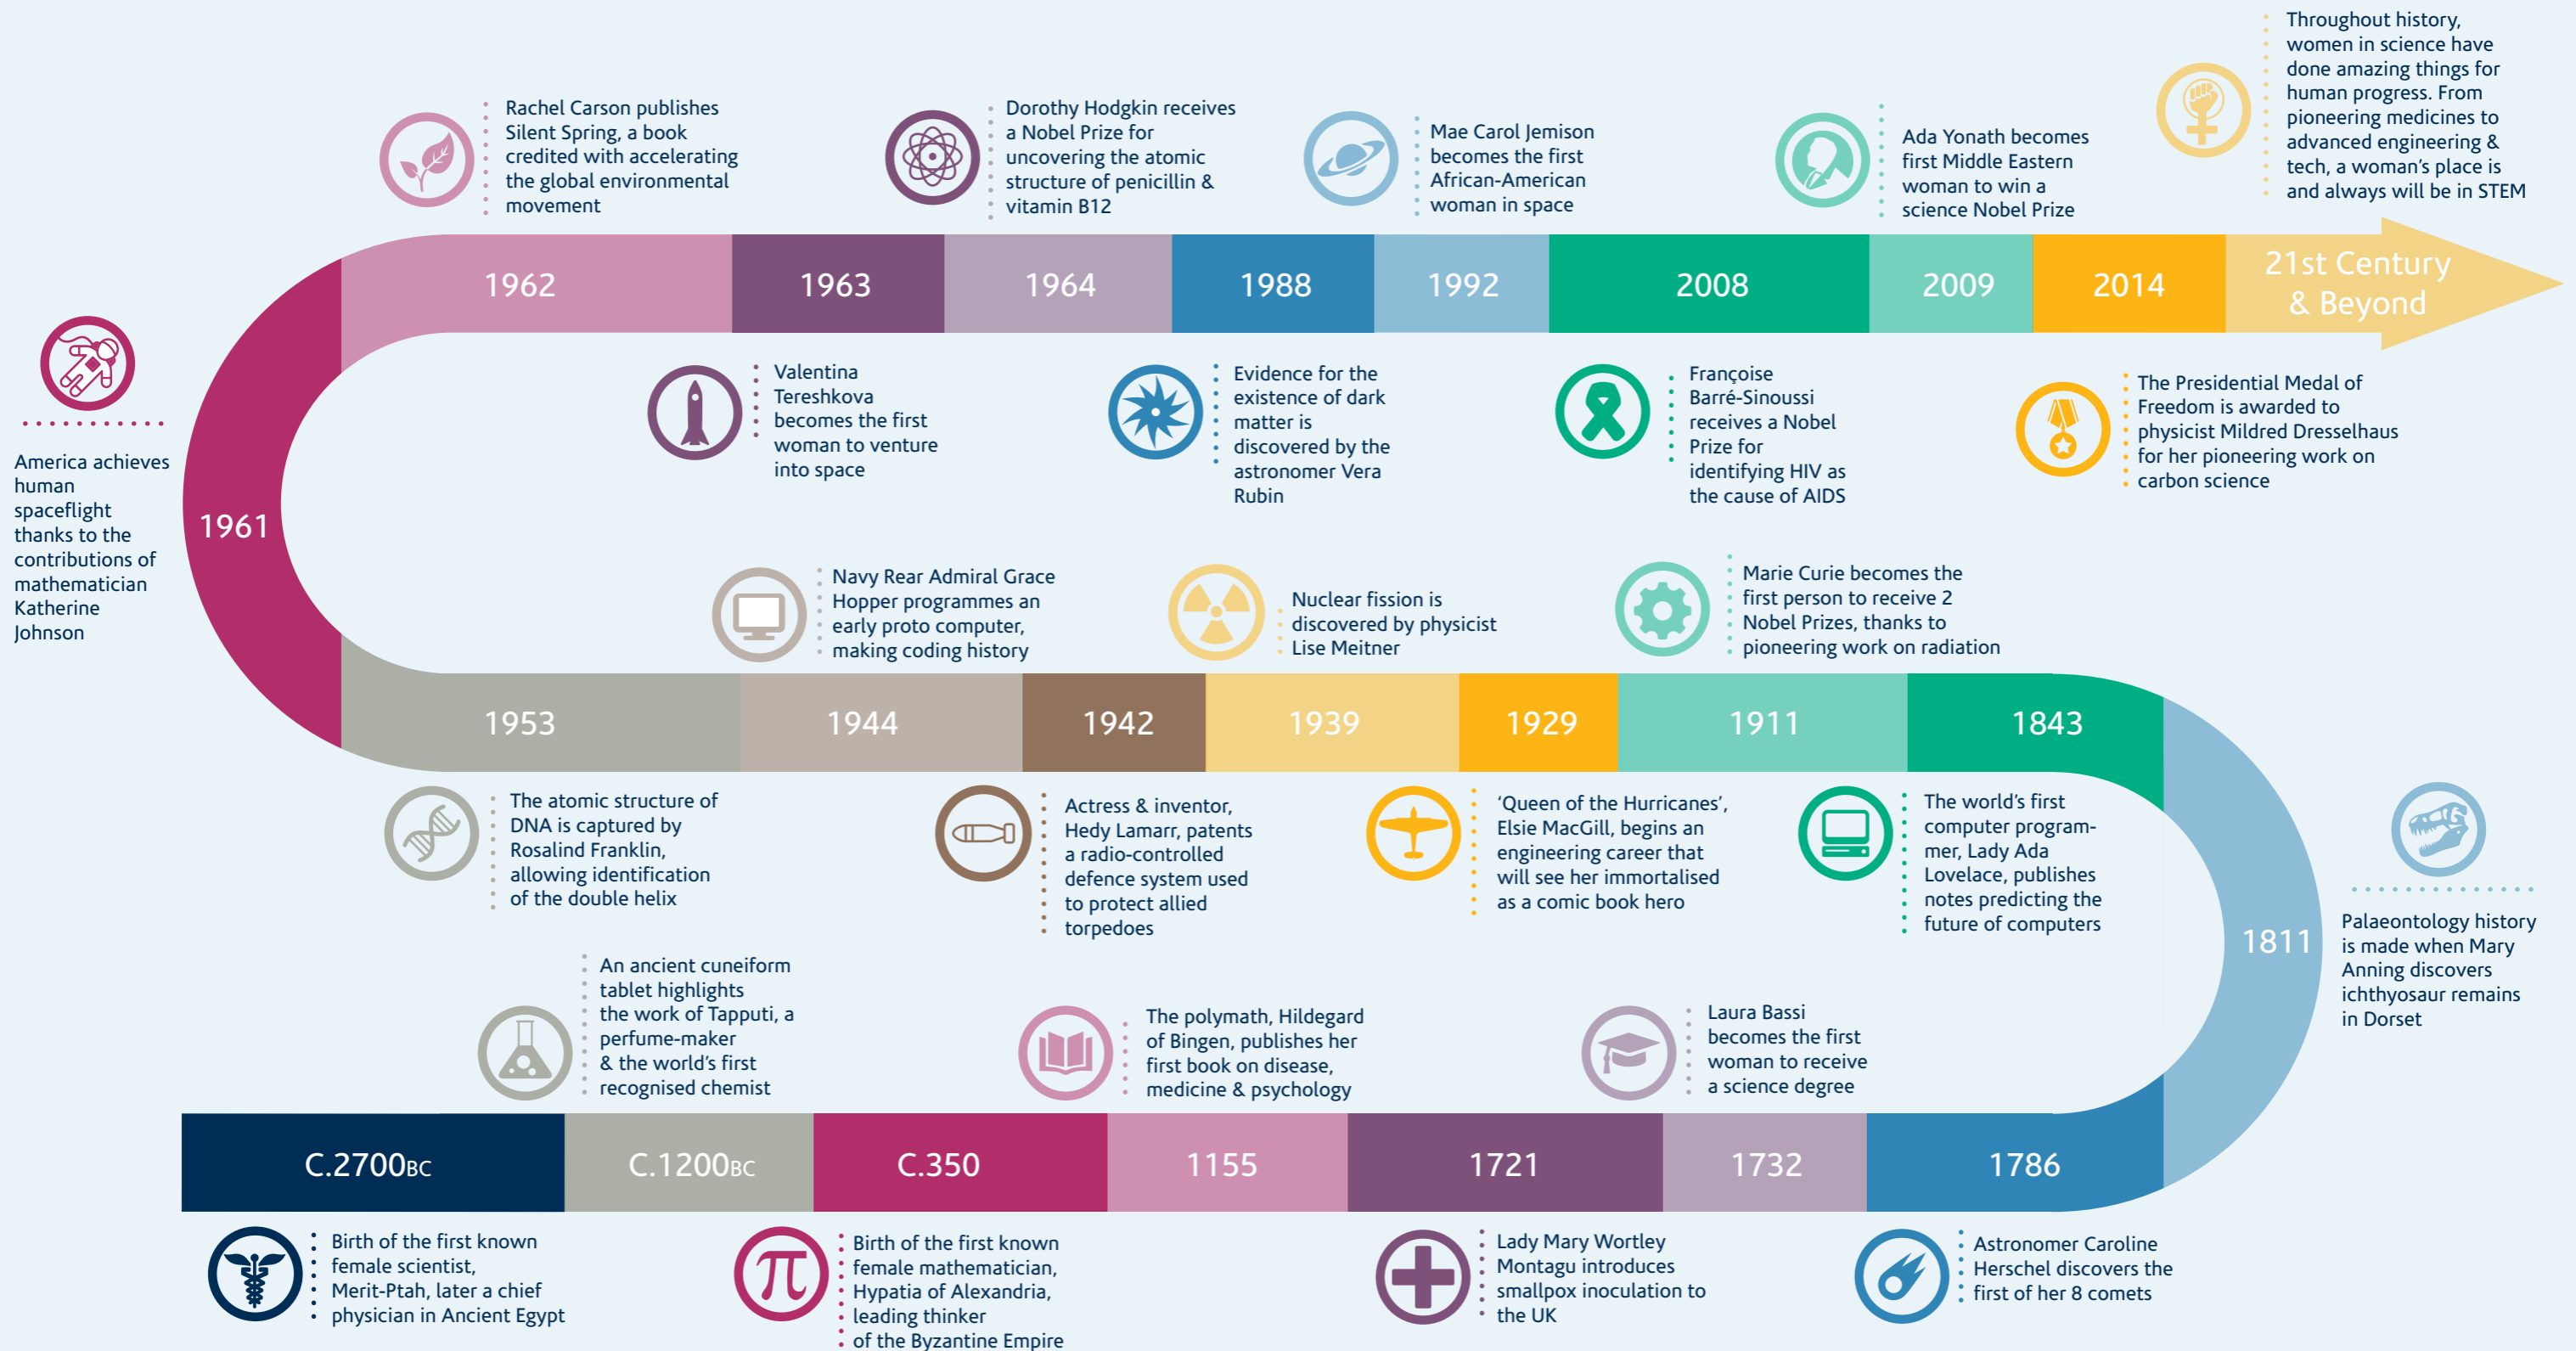 Throughout history,
women in science have
done amazing things for
human progress. From
pioneering medicines to
advanced engineering &
tech, a woman's place is
and always will be in STEM
Rachel Carson publishes
Silent Spring, a book
credited with accelerating
the global environmental
movement
Dorothy Hodgkin receives
a Nobel Prize for
uncovering the atomic
structure of penicillin &
vitamin B12
Mae Carol Jemison
becomes the first
African-American
woman in space
Ada Yonath becomes
first Middle Eastern
woman to win a
science Nobel Prize
1962
1963
1964
1988
1992
2008
2009
2014
21st Century
& Beyond
Valentina
Tereshkova
becomes the first
woman to venture
into space
Evidence for the
existence of dark
matter is
discovered by the
astronomer Vera
Rubin
Françoise
Barré-Sinoussi
receives a Nobel
Prize for
identifying HIV as
the cause of AIDS
The Presidential Medal of
Freedom is awarded to
physicist Mildred Dresselhaus
for her pioneering work on
carbon science
America achieves
human
spaceflight
thanks to the
contributions of
mathematician
Katherine
Johnson
1961
Navy Rear Admiral Grace
Hopper programmes an
early proto computer,
making coding history
Nuclear fission is
discovered by physicist
Lise Meitner
Marie Curie becomes the
first person to receive 2
Nobel Prizes, thanks to
pioneering work on radiation
1953
1944
1942
1939
1929
1911
1843
The atomic structure of
DNA is captured by
Rosalind Franklin,
allowing identification
of the double helix
Actress & inventor,
Hedy Lamarr, patents
a radio-controlled
defence system used
to protect allied
torpedoes
'Queen of the Hurricanes',
Elsie MacGill, begins an
engineering career that
will see her immortalised
as a comic book hero
The world's first
computer program-
mer, Lady Ada
Lovelace, publishes
notes predicting the
future of computers
1811
Palaeontology history
is made when Mary
Anning discovers
ichthyosaur remains
in Dorset
An ancient cuneiform
tablet highlights
the work of Tapputi, a
perfume-maker
& the world's first
recognised chemist
The polymath, Hildegard
of Bingen, publishes her
first book on disease,
medicine & psychology
Laura Bassi
becomes the first
woman to receive
a science degree
C.2700BC
C.1200BC
C.350
1155
1721
1732
1786
Birth of the first known
female scientist,
Merit-Ptah, later a chief
physician in Ancient Egypt
π
Birth of the first known
female mathematician,
Hypatia of Alexandria,
leading thinker
of the Byzantine Empire
Lady Mary Wortley
Montagu introduces
smallpox inoculation to
the UK
Astronomer Caroline
Herschel discovers the
first of her 8 comets